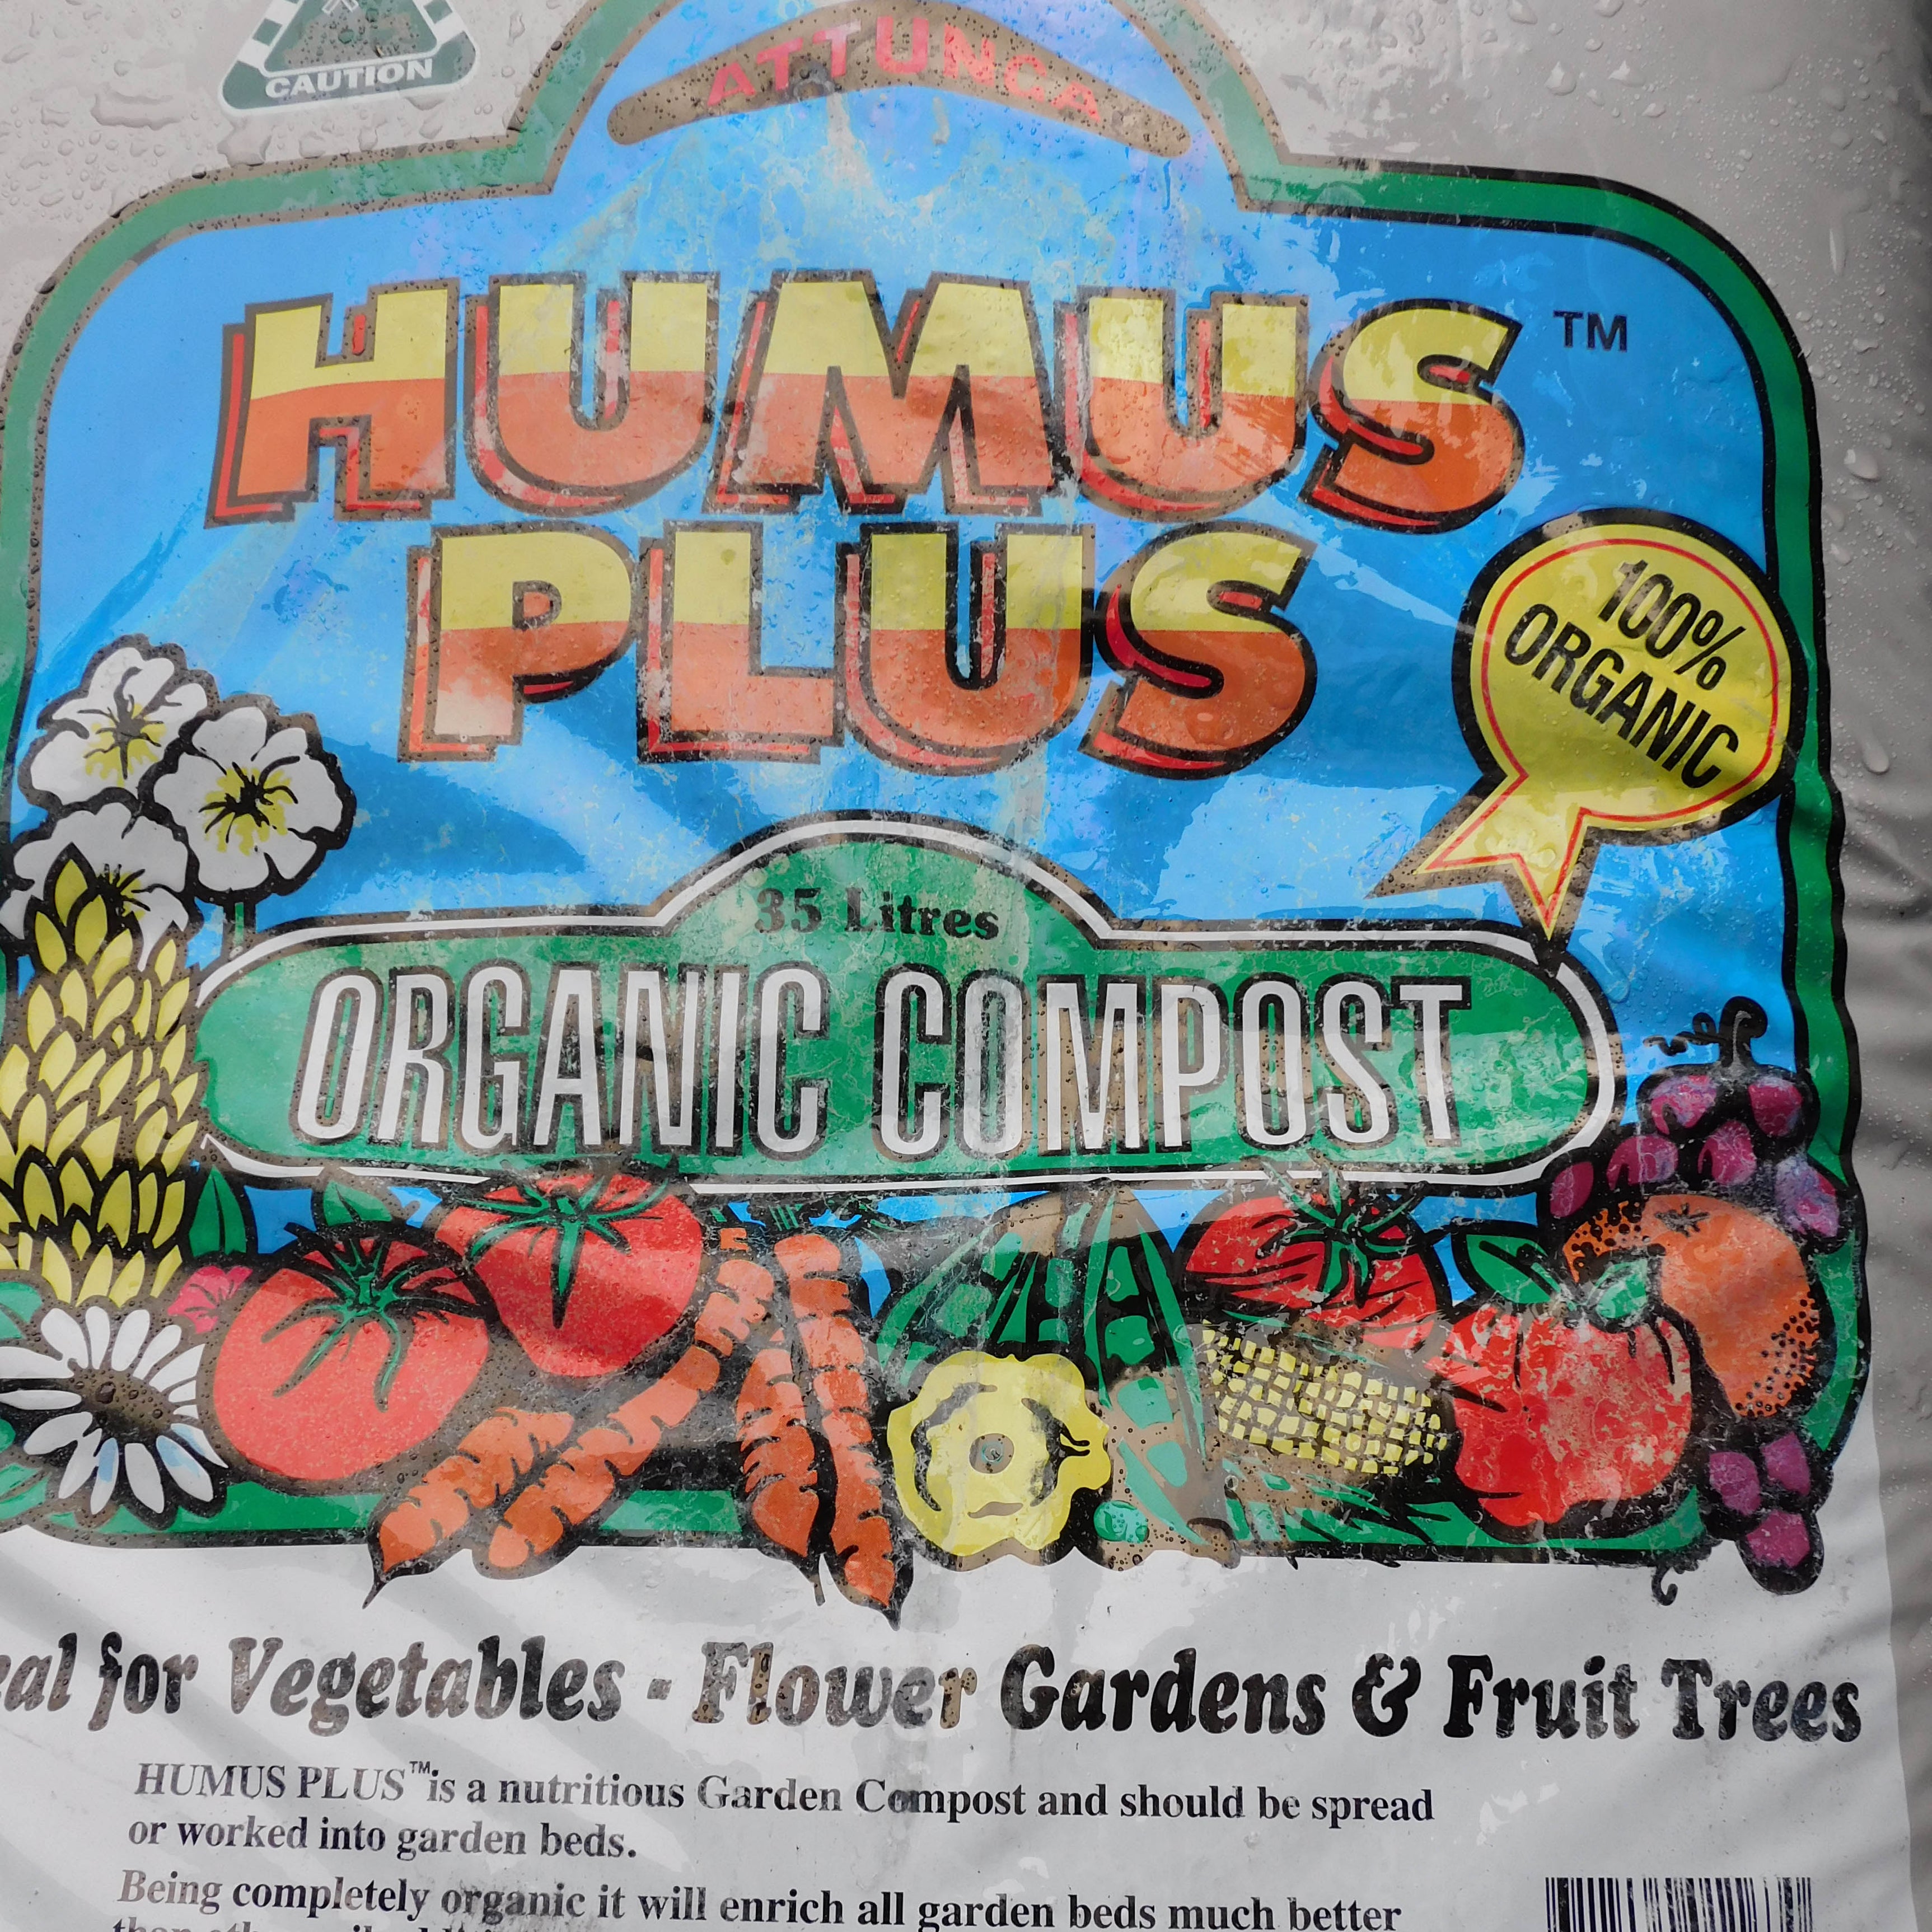 CAUTION
ATTUNGA
HUMUS
PLUS
TM
100%
ORGANIC
35 Litres
ORGANIC COMPOST
for Vegetables - Flower Gardens & Fruit Trees
HUMUS PLUS™ is a nutritious Garden Compost and should be spread
or worked into garden beds.
Being completely organic it will enrich all garden beds much better